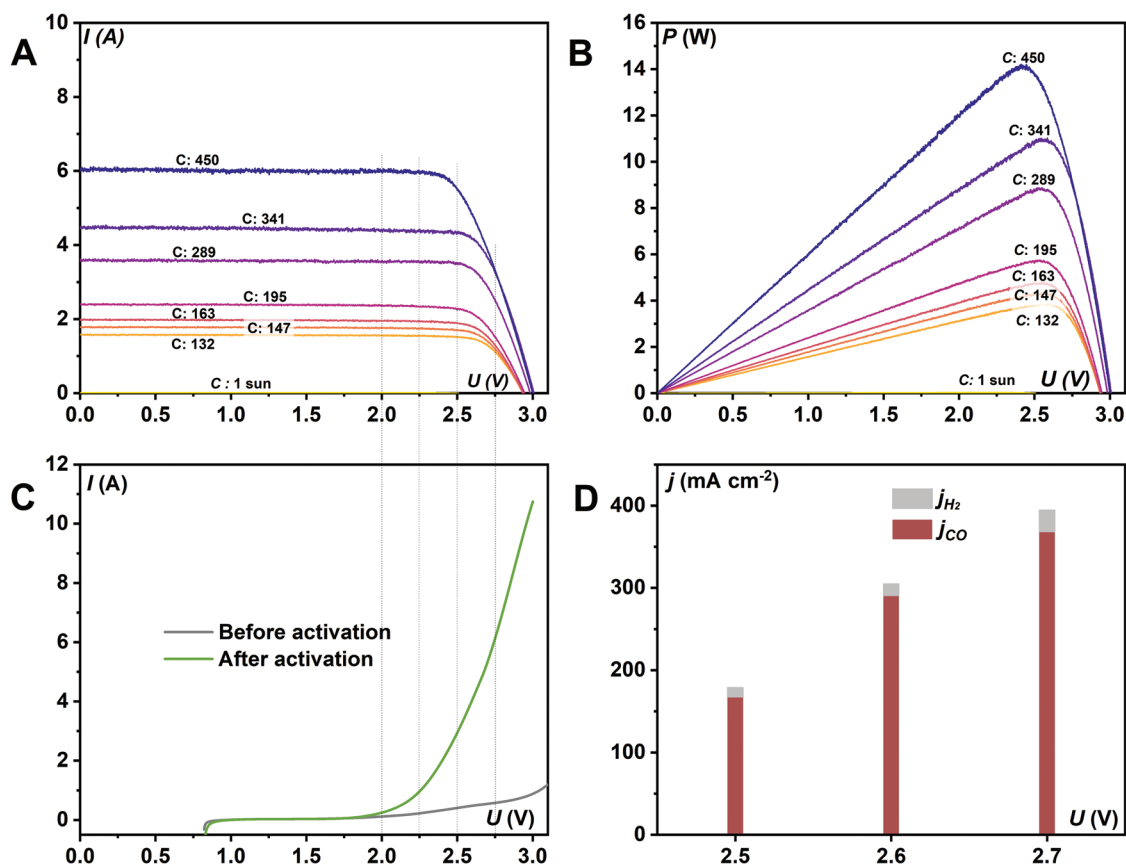 A
I (A)
10
8
6
4
2
0
C: 450
C: 341
C: 289
C: 195
C: 163
C: 147
C: 132
C : 1 sun
U (V)
0.0 0.5 1.0 1.5 2.0 2.5 3.0
B
P (W)
16
14
12
10
8
6
4
2
0
C: 450
C: 341
C: 289
C: 195
C: 163
C: 147
C: 132
C: 1 sun
U (V)
0.0 0.5 1.0 1.5 2.0 2.5 3.0
C
I (A)
12
10
8
6
4
2
0
Before activation
After activation
U (V)
0.0 0.5 1.0 1.5 2.0 2.5 3.0
D
j (mA cm⁻²)
400
300
200
100
0
jH₂
jCO
U (V)
2.5 2.6 2.7